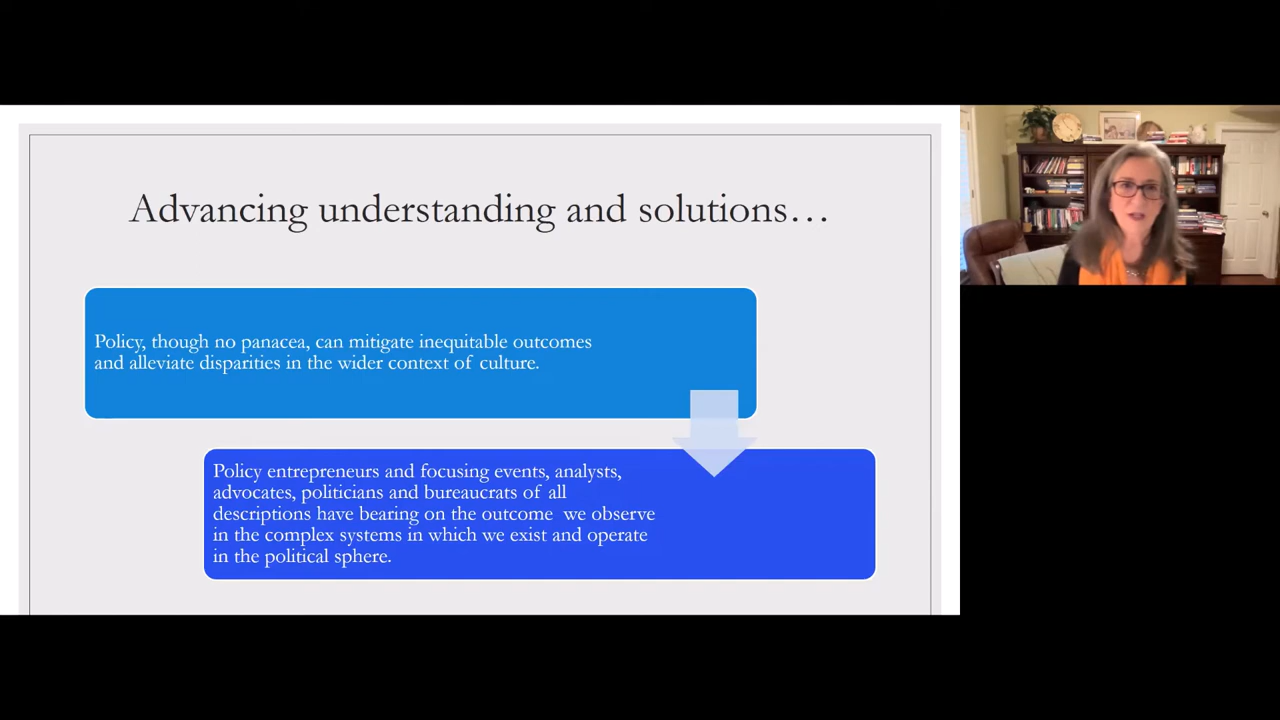 Advancing understanding and solutions…
Policy, though no panacea, can mitigate inequitable outcomes
and alleviate disparities in the wider context of culture.
Policy entrepreneurs and focusing events, analysts,
advocates, politicians and bureaucrats of all
descriptions have bearing on the outcome we observe
in the complex systems in which we exist and operate
in the political sphere.